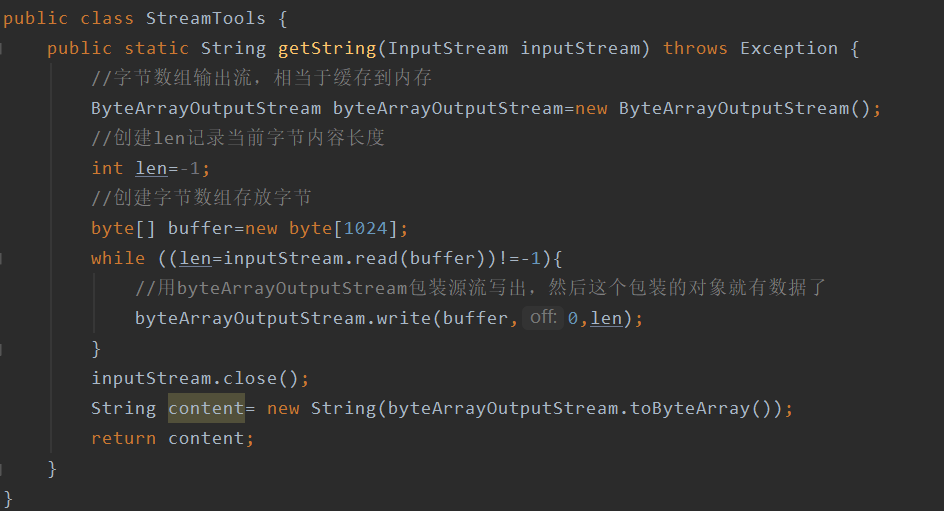 public class StreamTools {
    public static String getString(InputStream inputStream) throws Exception {
        //字节数组输出流，相当于缓存到内存
        ByteArrayOutputStream byteArrayOutputStream=new ByteArrayOutputStream();
        //创建len记录当前字节内容长度
        int len=-1;
        //创建字节数组存放字节
        byte[] buffer=new byte[1024];
        while ((len=inputStream.read(buffer))!=-1){
            //用byteArrayOutputStream包装源流写出，然后这个包装的对象就有数据了
            byteArrayOutputStream.write(buffer, off: 0,len);
        }
        inputStream.close();
        String content= new String(byteArrayOutputStream.toByteArray());
        return content;
    }
}